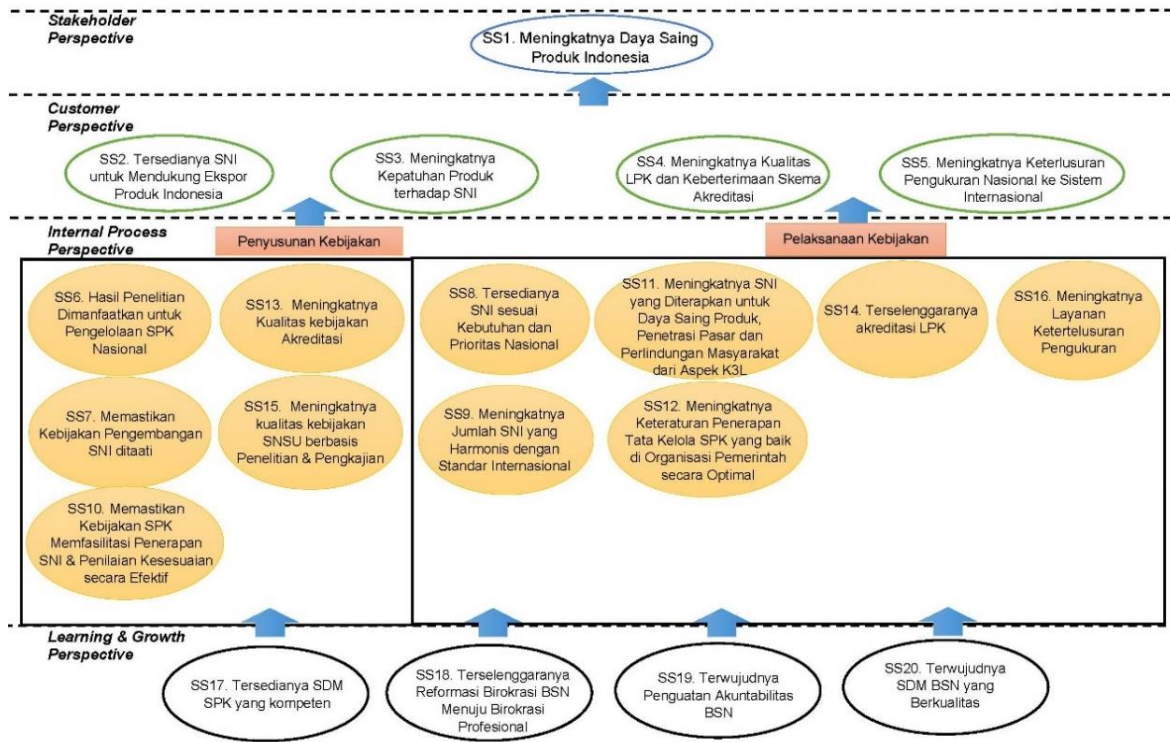 Stakeholder
Perspective
SS1. Meningkatnya Daya Saing
Produk Indonesia
Customer
Perspective
SS2. Tersedianya SNI
untuk Mendukung Ekspor
Produk Indonesia
SS3. Meningkatnya
Kepatuhan Produk
terhadap SNI
SS4. Meningkatnya Kualitas
LPK dan Keberterimaan Skema
Akreditasi
SS5. Meningkatnya Keterlusuran
Pengukuran Nasional ke Sistem
Internasional
Internal Process
Perspective
Penyusunan Kebijakan
Pelaksanaan Kebijakan
SS6. Hasil Penelitian
Dimanfaatkan untuk
Pengelolaan SPK
Nasional
SS13. Meningkatnya
Kualitas kebijakan
Akreditasi
SS8. Tersedianya
SNI sesuai
Kebutuhan dan
Prioritas Nasional
SS11. Meningkatnya SNI
yang Diterapkan untuk
Daya Saing Produk,
Penetrasi Pasar dan
Perlindungan Masyarakat
dari Aspek K3L
SS14. Terselenggaranya
akreditasi LPK
SS16. Meningkatnya
Layanan
Ketertelusuran
Pengukuran
SS7. Memastikan
Kebijakan Pengembangan
SNI ditaati
SS15. Meningkatnya
kualitas kebijakan
SNSU berbasis
Penelitian & Pengkajian
SS9. Meningkatnya
Jumlah SNI yang
Harmonis dengan
Standar Internasional
SS12. Meningkatnya
Keteraturan Penerapan
Tata Kelola SPK yang baik
di Organisasi Pemerintah
secara Optimal
SS10. Memastikan
Kebijakan SPK
Memfasilitasi Penerapan
SNI & Penilaian Kesesuaian
secara Efektif
Learning & Growth
Perspective
SS17. Tersedianya SDM
SPK yang kompeten
SS18. Terselenggaranya
Reformasi Birokrasi BSN
Menuju Birokrasi
Profesional
SS19. Terwujudnya
Penguatan Akuntabilitas
BSN
SS20. Terwujudnya
SDM BSN yang
Berkualitas